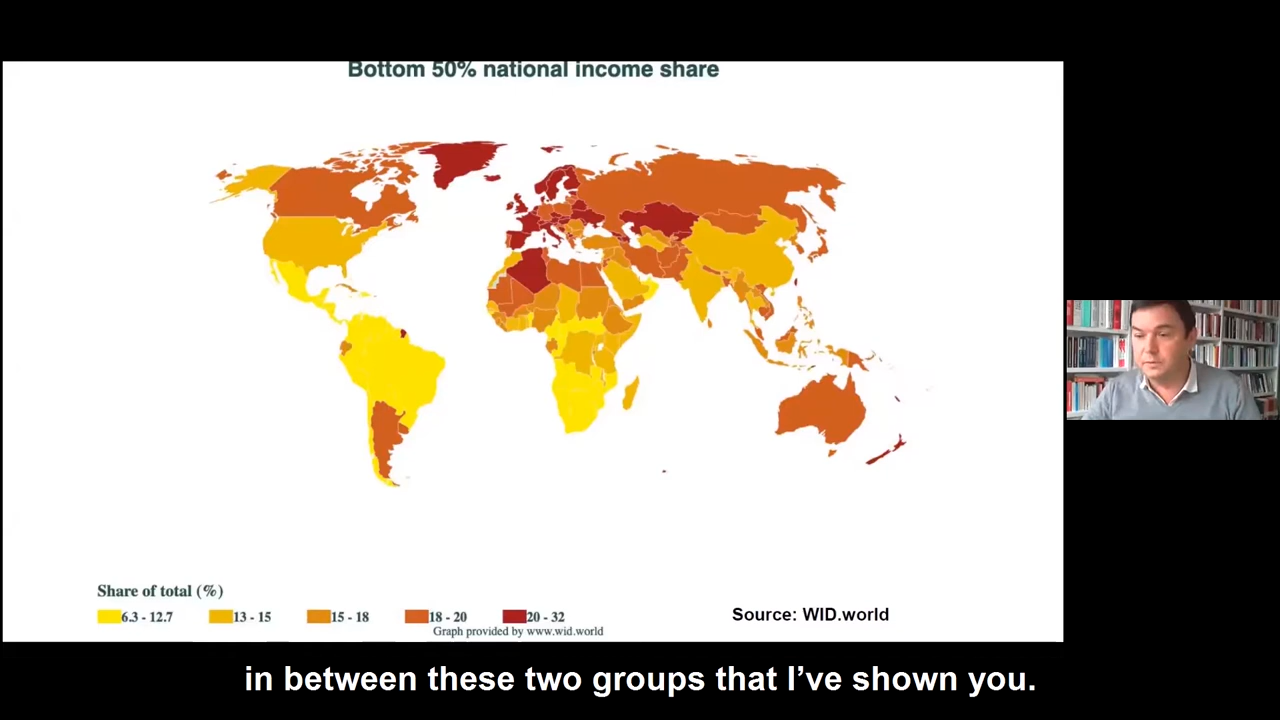 Bottom 50% national income share
Share of total (%)
6.3 - 12.7 13 - 15 15 - 18 18 - 20 20 - 32
Graph provided by www.wid.world
Source: WID.world
in between these two groups that I’ve shown you.